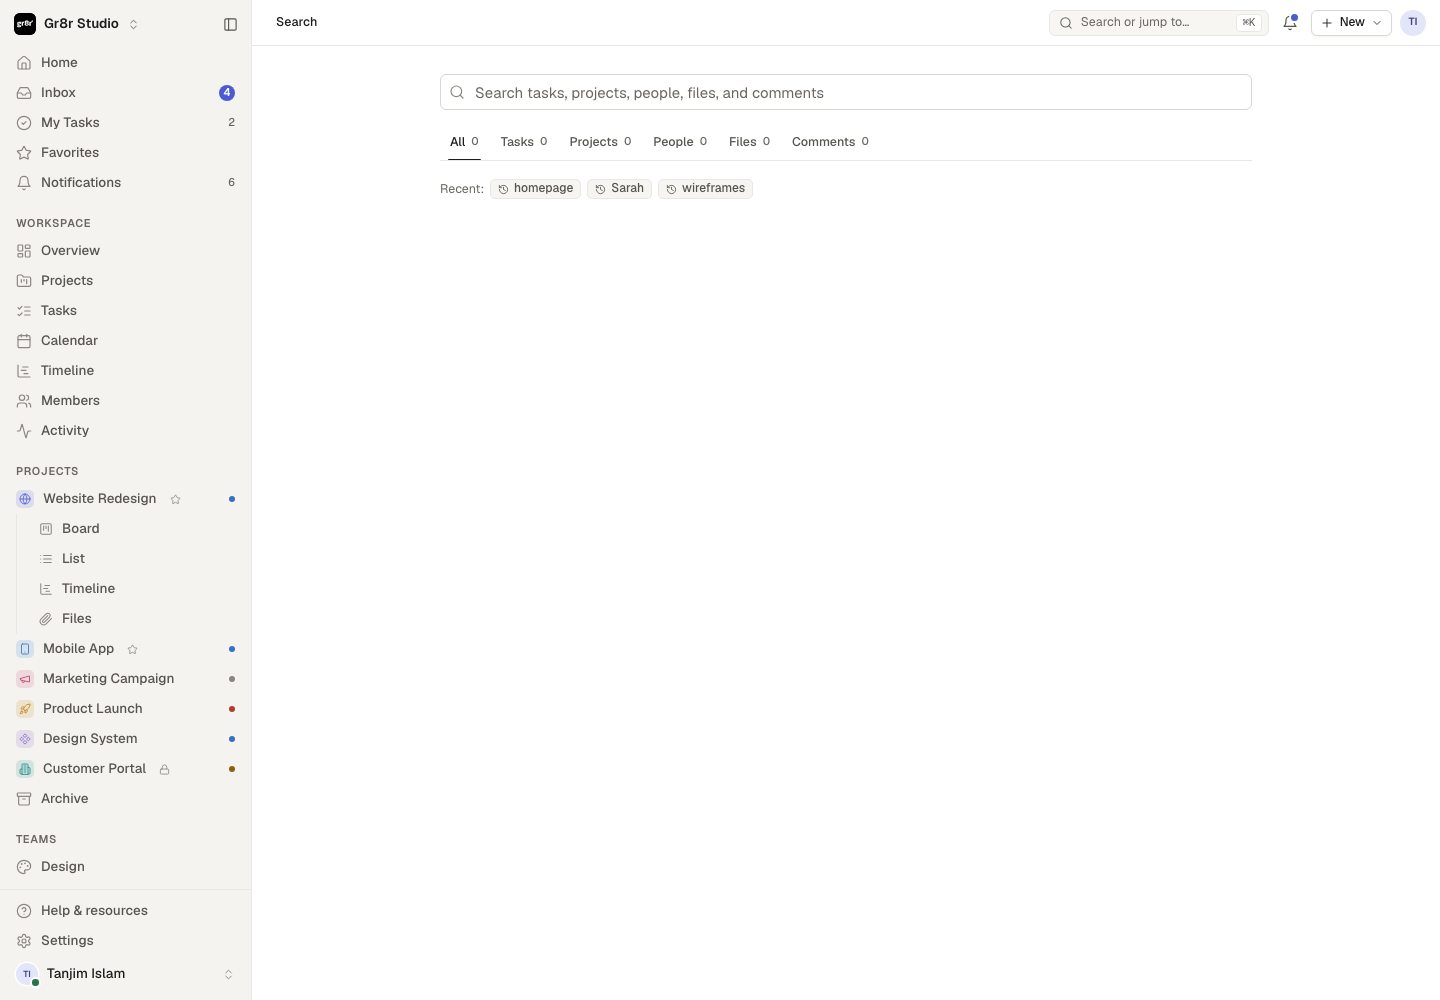 gr8r Gr8r Studio
Home
Inbox 4
My Tasks 2
Favorites
Notifications 6
WORKSPACE
Overview
Projects
Tasks
Calendar
Timeline
Members
Activity
PROJECTS
Website Redesign
Board
List
Timeline
Files
Mobile App
Marketing Campaign
Product Launch
Design System
Customer Portal
Archive
TEAMS
Design
Help & resources
Settings
TI Tanjim Islam
Search
Search or jump to... ⌘K
New
TI
Search tasks, projects, people, files, and comments
All 0 Tasks 0 Projects 0 People 0 Files 0 Comments 0
Recent: homepage Sarah wireframes